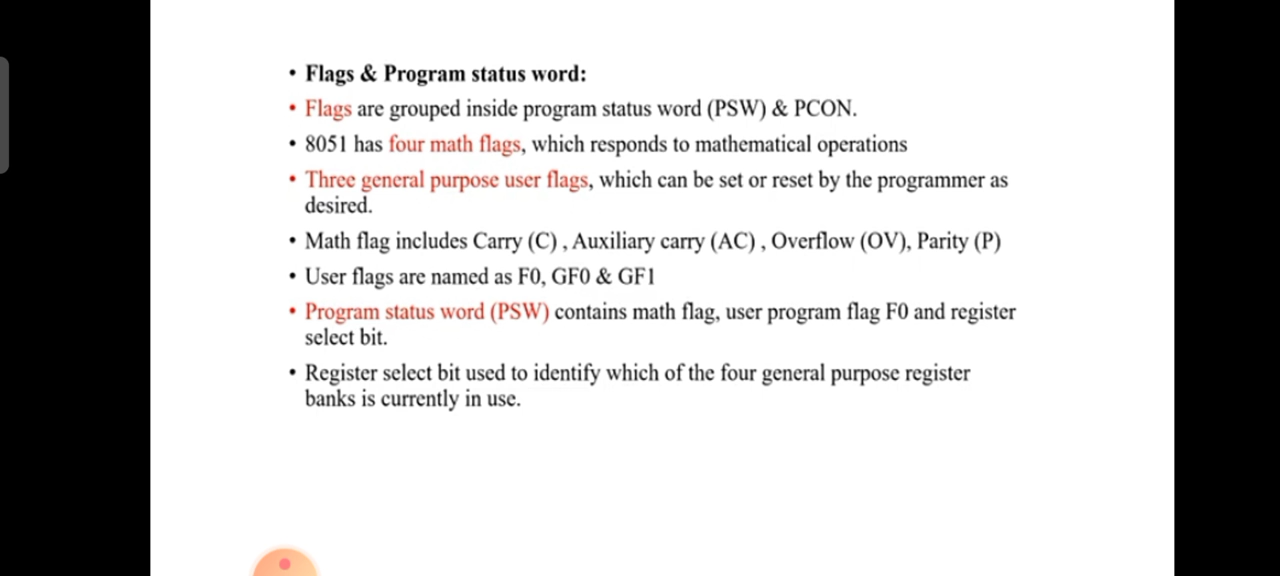 • Flags & Program status word:
• Flags are grouped inside program status word (PSW) & PCON.
• 8051 has four math flags, which responds to mathematical operations
• Three general purpose user flags, which can be set or reset by the programmer as
desired.
• Math flag includes Carry (C) , Auxiliary carry (AC) , Overflow (OV), Parity (P)
• User flags are named as F0, GF0 & GF1
• Program status word (PSW) contains math flag, user program flag F0 and register
select bit.
• Register select bit used to identify which of the four general purpose register
banks is currently in use.